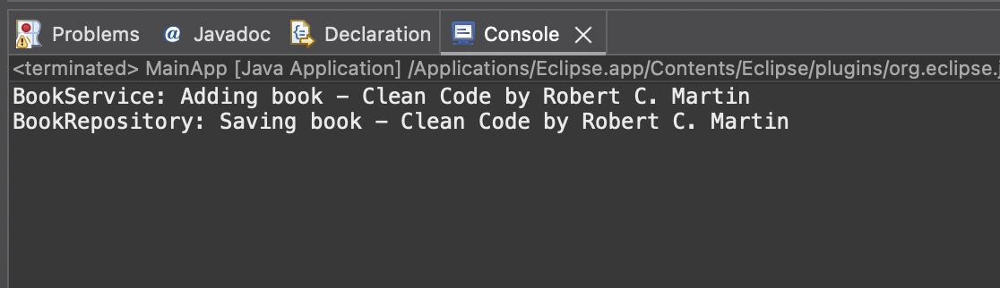 Problems @ Javadoc Declaration Console
<terminated> MainApp [Java Application] /Applications/Eclipse.app/Contents/Eclipse/plugins/org.eclipse.j
BookService: Adding book – Clean Code by Robert C. Martin
BookRepository: Saving book – Clean Code by Robert C. Martin